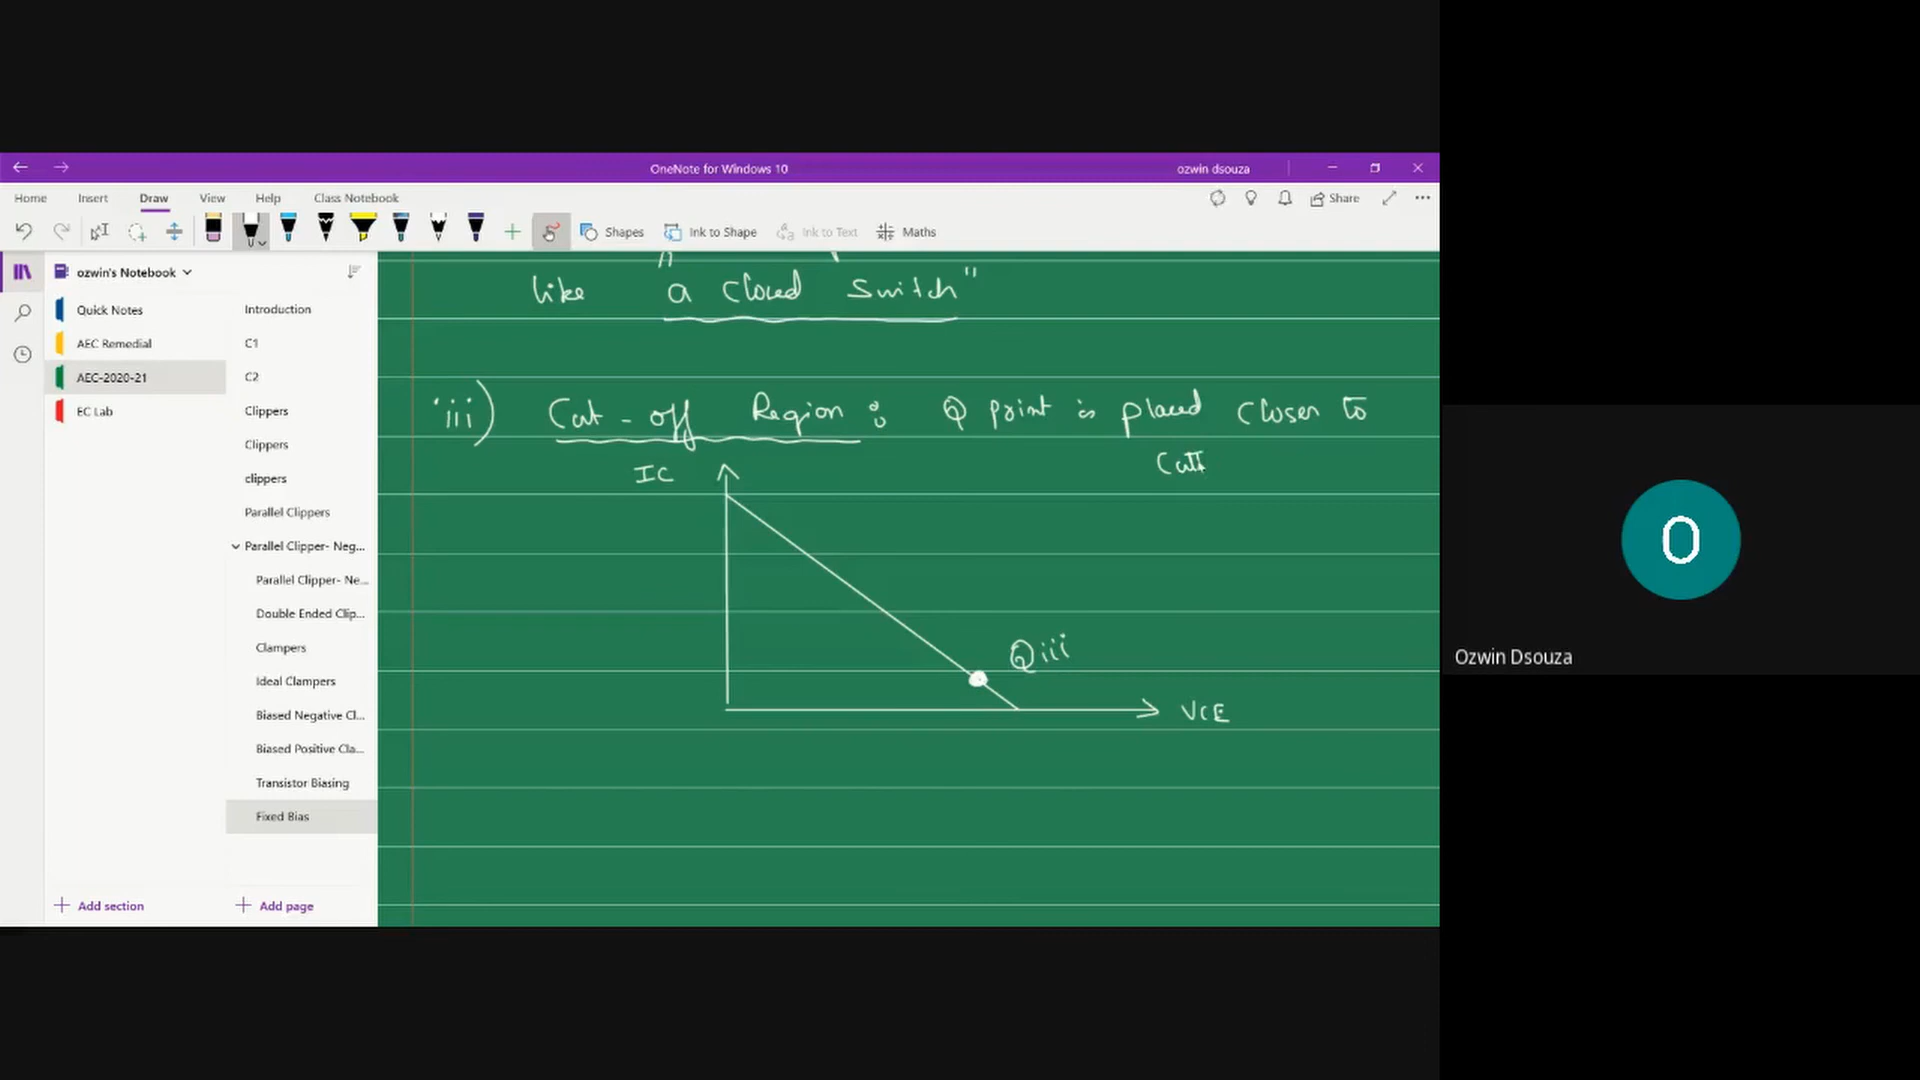 OneNote for Windows 10
ozwin dsouza
Home Insert Draw View Help Class Notebook
Share
Shapes Ink to Shape Ink to Text Maths
ozwin's Notebook
Quick Notes
AEC Remedial
AEC-2020-21
EC Lab
Introduction
C1
C2
Clippers
Clippers
clippers
Parallel Clippers
Parallel Clipper- Neg...
Parallel Clipper- Ne...
Double Ended Clip...
Clampers
Ideal Clampers
Biased Negative Cl...
Biased Positive Cla...
Transistor Biasing
Fixed Bias
Add section
Add page
like a closed switch"
iii) Cut-off Region : Q point is placed closer to
IC
Qiii
VCE
O
Ozwin Dsouza